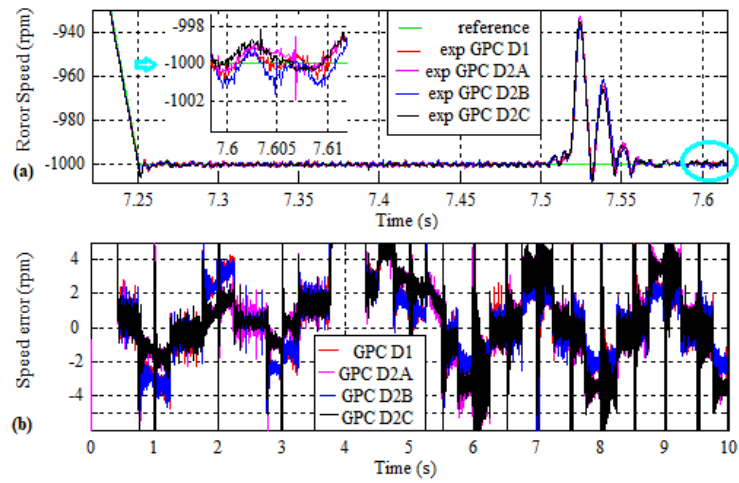 -940
-960
-980
-1000
Roror Speed (rpm)
(a)
-998
-1000
-1002
7.6 7.605 7.611
reference
exp GPC D1
exp GPC D2A
exp GPC D2B
exp GPC D2C
7.25 7.3 7.35 7.4 7.45 7.5 7.55 7.6
Time (s)
4
2
0
-2
-4
Speed error (rpm)
(b)
GPC D1
GPC D2A
GPC D2B
GPC D2C
0 1 2 3 4 5 6 7 8 9 10
Time (s)